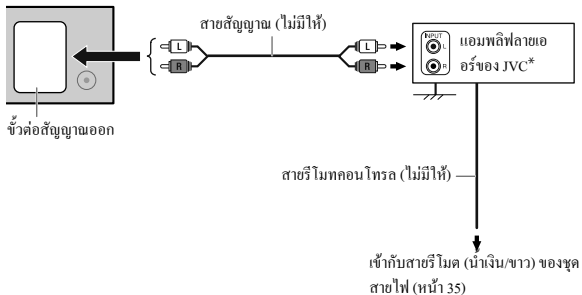 สายสัญญาณ (ไม่มีให้)
L
R
L
R
INPUT
L
R
แอมพลิฟลายเอ
อร์ของ JVC*
ขั้วต่อสัญญาณออก
สายรีโมทคอนโทรล (ไม่มีให้)
เข้ากับสายรีโมต (น้ำเงิน/ขาว) ของชุด
สายไฟ (หน้า 35)